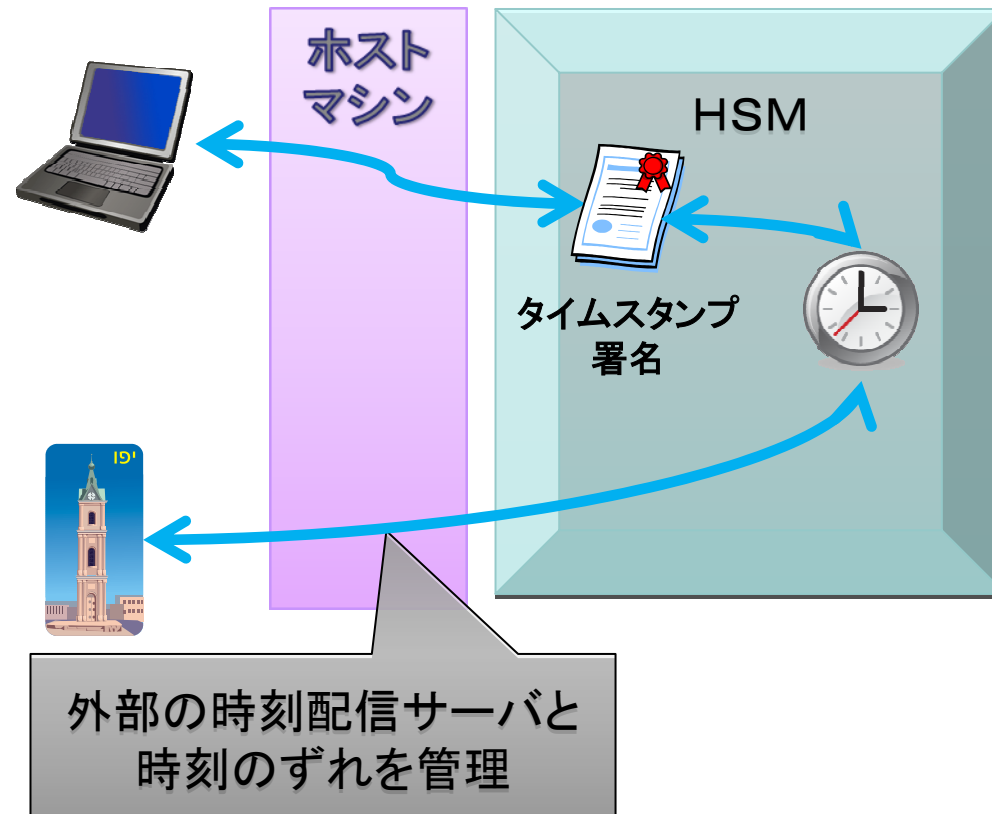 ホスト
マシン
HSM
タイムスタンプ
署名
יפו
外部の時刻配信サーバと
時刻のずれを管理